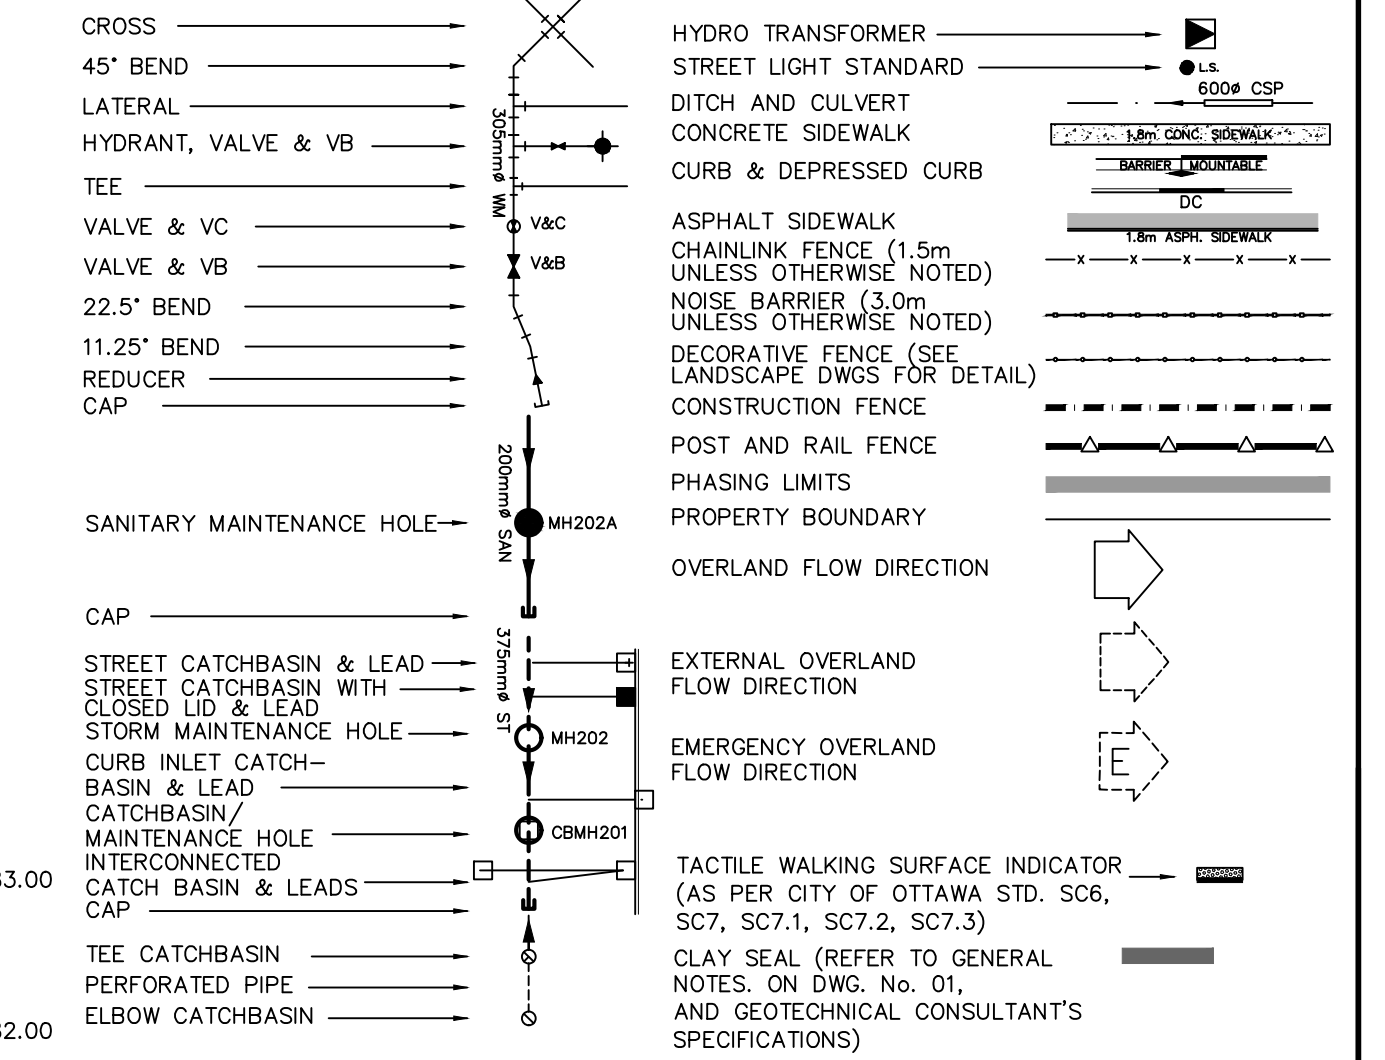 CROSS
45° BEND
LATERAL
HYDRANT, VALVE & VB
TEE
VALVE & VC
VALVE & VB
22.5° BEND
11.25° BEND
REDUCER
CAP
SANITARY MAINTENANCE HOLE
CAP
STREET CATCHBASIN & LEAD
STREET CATCHBASIN WITH
CLOSED LID & LEAD
STORM MAINTENANCE HOLE
CURB INLET CATCH-
BASIN & LEAD
CATCHBASIN/
MAINTENANCE HOLE
INTERCONNECTED
CATCH BASIN & LEADS
CAP
TEE CATCHBASIN
PERFORATED PIPE
ELBOW CATCHBASIN
3.00
2.00
305mmø WM
V&C
V&B
200mmø SAN
MH202A
375mmø ST
MH202
CBMH201
HYDRO TRANSFORMER
STREET LIGHT STANDARD
L.S.
DITCH AND CULVERT
600ø CSP
CONCRETE SIDEWALK
1.8m CONC. SIDEWALK
CURB & DEPRESSED CURB
BARRIER MOUNTABLE
DC
ASPHALT SIDEWALK
1.8m ASPH. SIDEWALK
CHAINLINK FENCE (1.5m
UNLESS OTHERWISE NOTED)
X X X X X
NOISE BARRIER (3.0m
UNLESS OTHERWISE NOTED)
DECORATIVE FENCE (SEE
LANDSCAPE DWGS FOR DETAIL)
CONSTRUCTION FENCE
POST AND RAIL FENCE
PHASING LIMITS
PROPERTY BOUNDARY
OVERLAND FLOW DIRECTION
EXTERNAL OVERLAND
FLOW DIRECTION
EMERGENCY OVERLAND
FLOW DIRECTION
E
TACTILE WALKING SURFACE INDICATOR
(AS PER CITY OF OTTAWA STD. SC6,
SC7, SC7.1, SC7.2, SC7.3)
CLAY SEAL (REFER TO GENERAL
NOTES. ON DWG. No. 01,
AND GEOTECHNICAL CONSULTANT'S
SPECIFICATIONS)